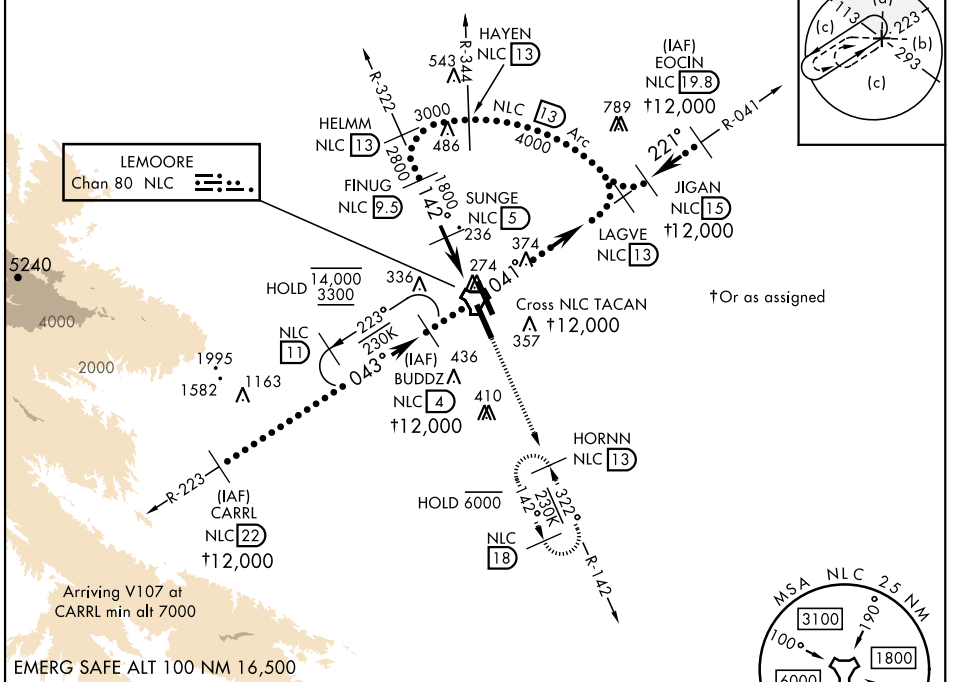 (a)
113
223
(c)
(b)
293
(c)
HAYEN
NLC 13
R-344
543
R-322
3000
486
NLC 13 Arc
4000
789
(IAF)
EOCIN
NLC 19.8
†12,000
R-041
221°
HELMM
NLC 13
2800
LEMOORE
Chan 80 NLC
FINUG
NLC 9.5
1800
142°
SUNGE
NLC 5
236
JIGAN
NLC 15
†12,000
LAGVE
NLC 13
374
041°
274
5240
4000
HOLD 14,000
3300
336
223°
230K
Cross NLC TACAN
†12,000
357
†Or as assigned
NLC
11
043°
2000
1995
1582
1163
(IAF)
BUDDZ
NLC 4
†12,000
436
410
R-223
(IAF)
CARRL
NLC 22
†12,000
HORNN
NLC 13
HOLD 6000
142°
230K
322°
NLC
18
R-142
Arriving V107 at
CARRL min alt 7000
EMERG SAFE ALT 100 NM 16,500
MSA NLC 25 NM
3100
190°
100°
1800
6000